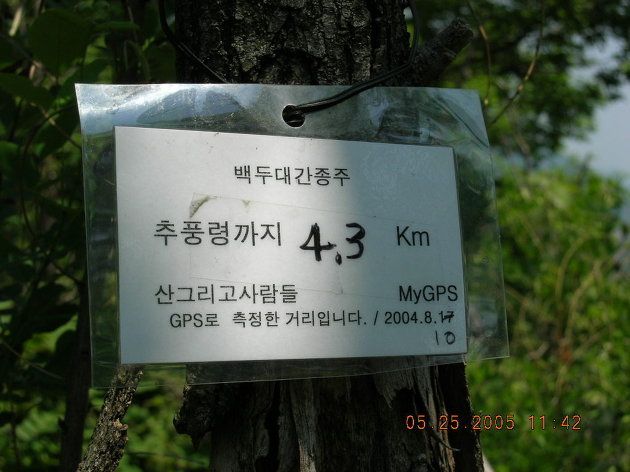 백두대간종주
추풍령까지 4.3 Km
산그리고사람들 MyGPS
GPS로 측정한 거리입니다. / 2004.8.17
10
05.25.2005 11:42